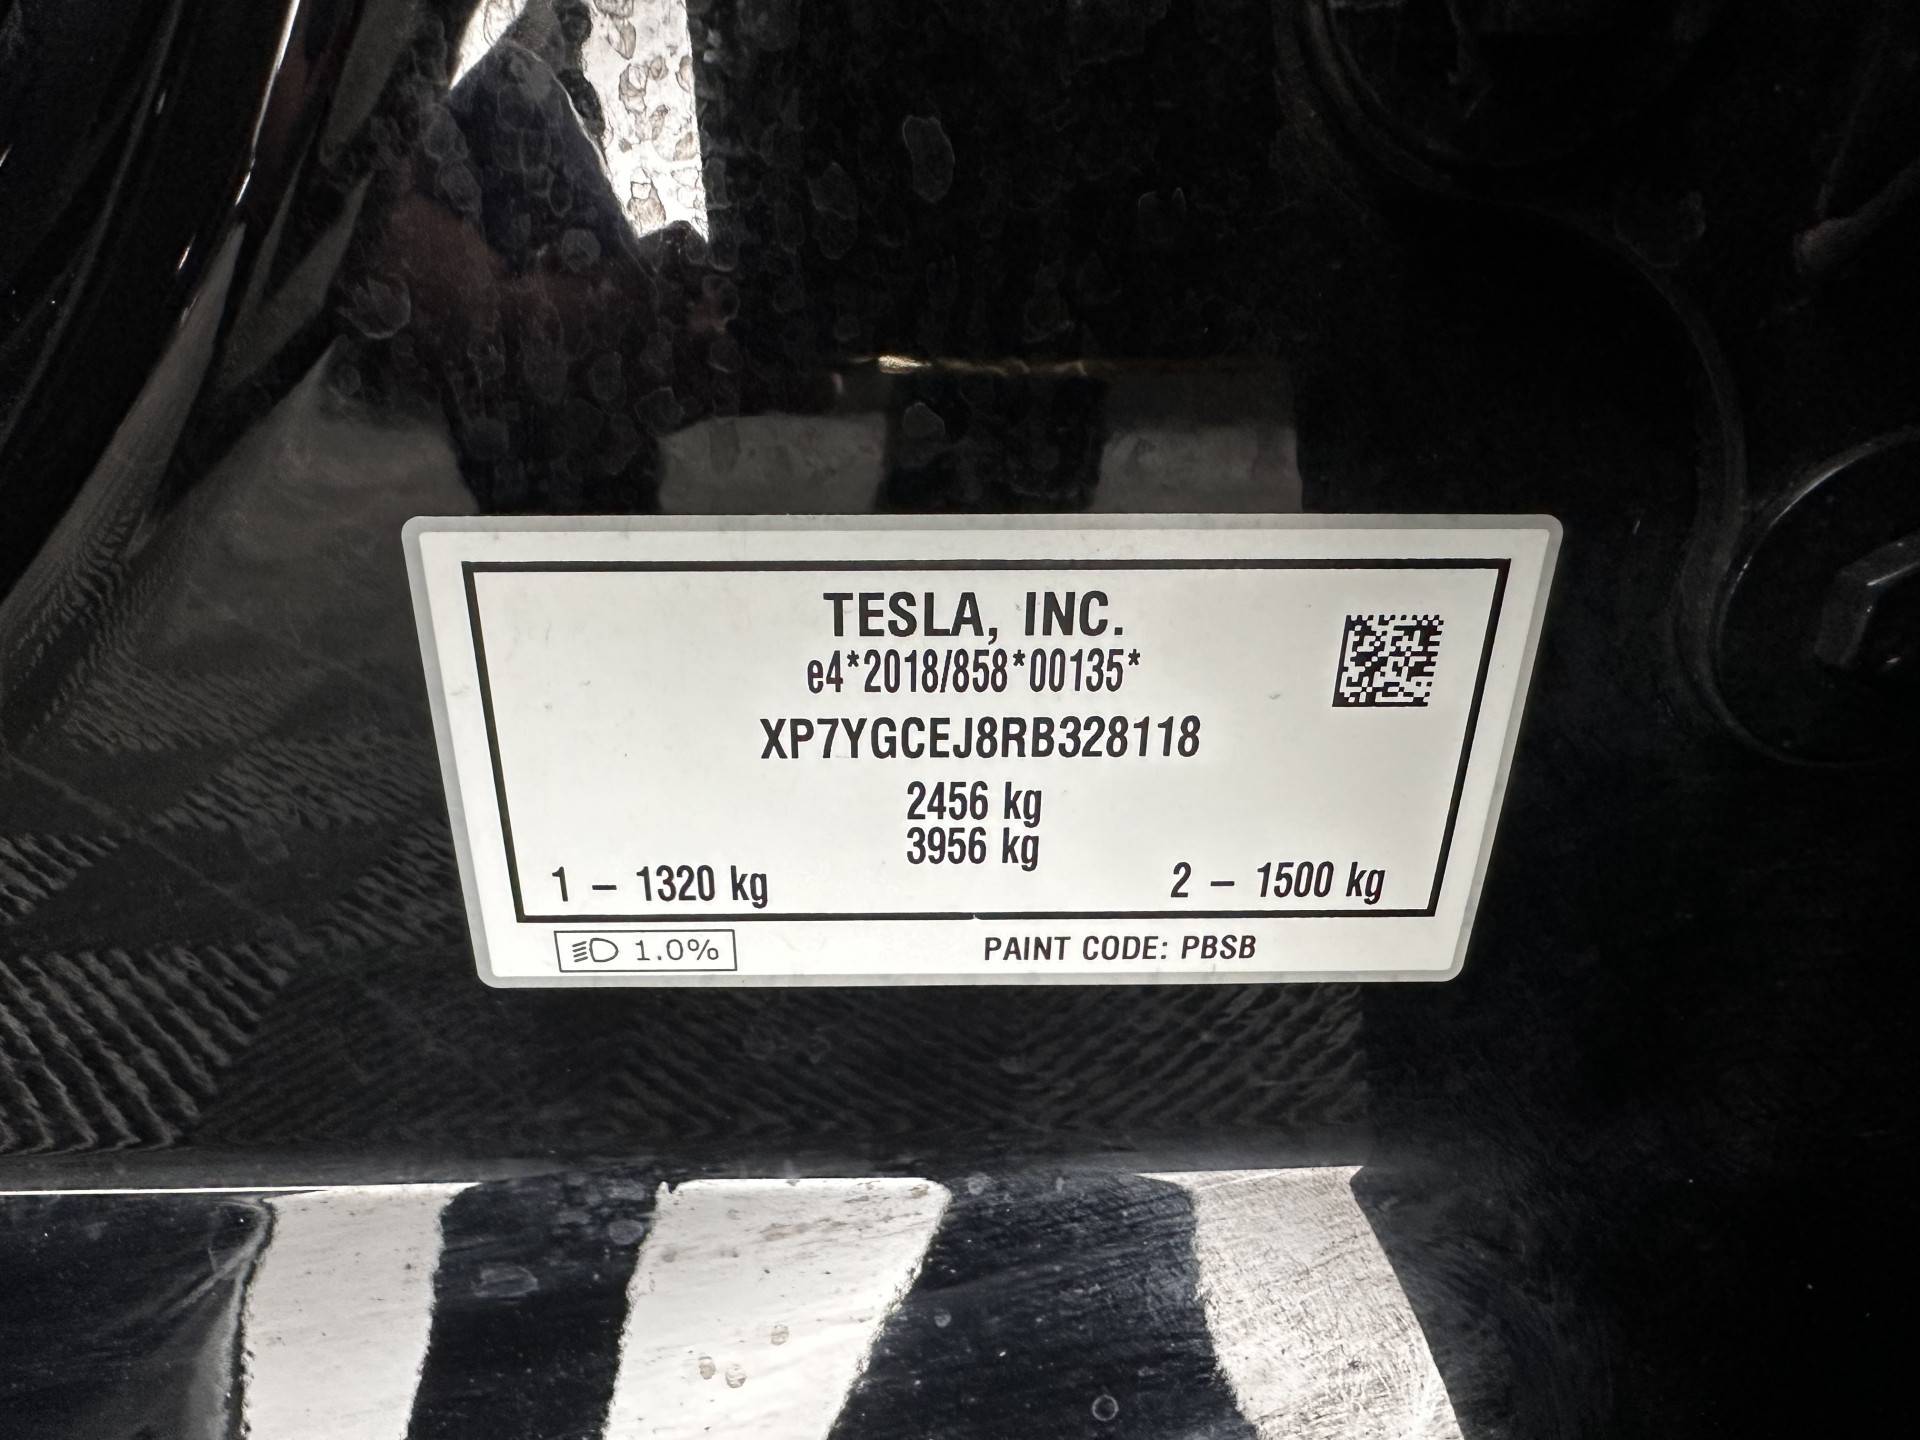 TESLA, INC.
e4*2018/858*00135*
XP7YGCEJ8RB328118
2456 kg
3956 kg
1 – 1320 kg
2 – 1500 kg
1.0%
PAINT CODE: PBSB